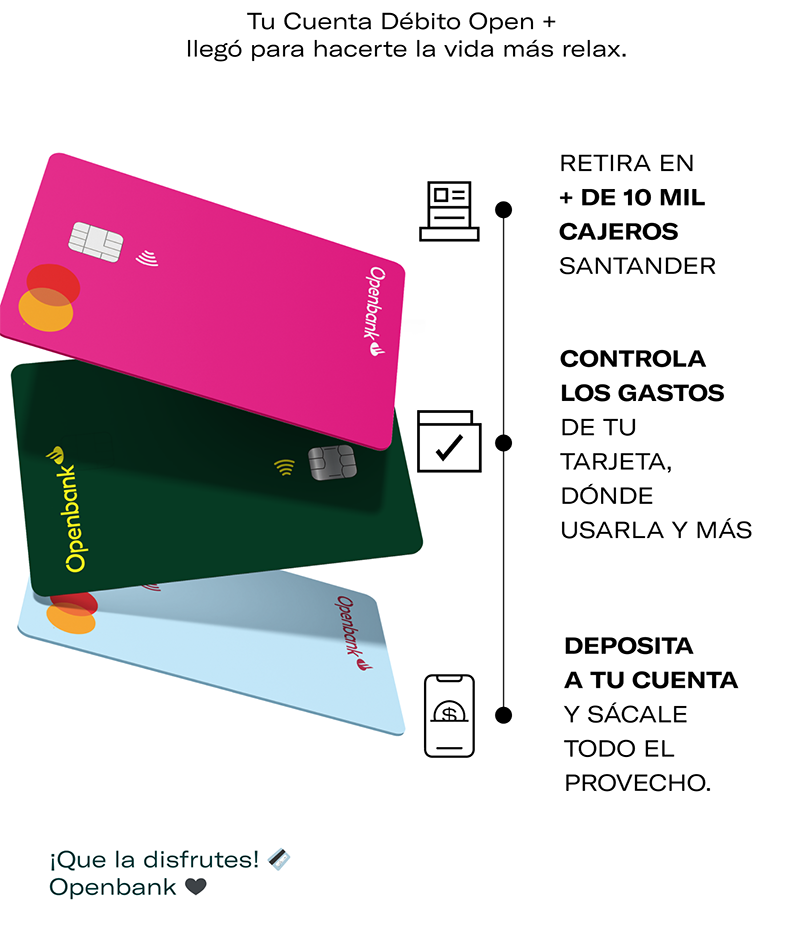 Tu Cuenta Débito Open +
llegó para hacerte la vida más relax.
RETIRA EN
+ DE 10 MIL
CAJEROS
SANTANDER
Openbank
CONTROLA
LOS GASTOS
DE TU
TARJETA,
DÓNDE
USARLA Y MÁS
Openbank
Openbank
DEPOSITA
A TU CUENTA
Y SÁCALE
TODO EL
PROVECHO.
$
¡Que la disfrutes! 💳
Openbank 🖤